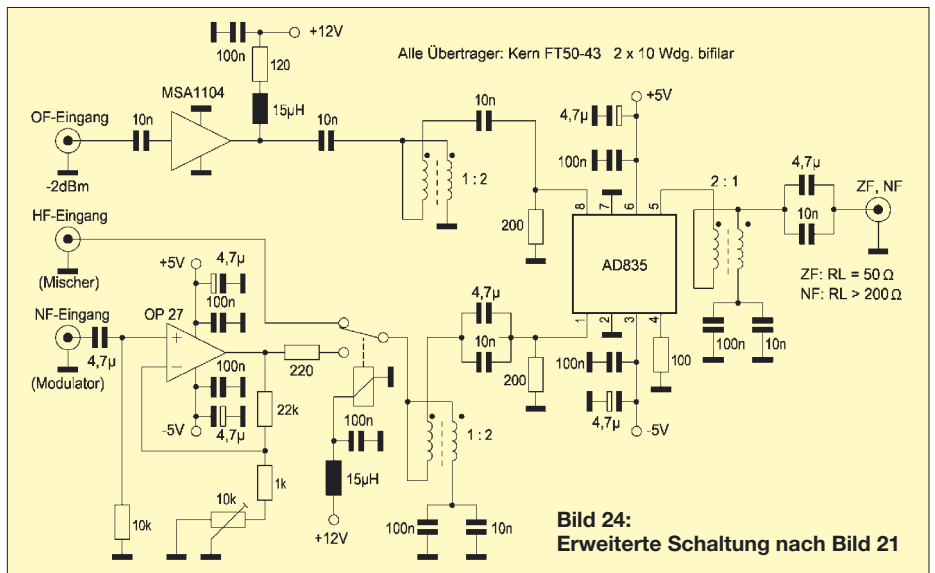 100n
+12V
120
Alle Übertrager: Kern FT50-43 2 x 10 Wdg. bifilar
MSA1104
15µH
OF-Eingang
10n
10n
10n
-2dBm
1 : 2
4,7µ
+5V
100n
2 : 1
4,7µ
10n
ZF, NF
HF-Eingang
(Mischer)
200
8
7
6
5
AD835
ZF: RL = 50 Ω
NF: RL > 200 Ω
+5V
4,7µ
100n
NF-Eingang
4,7µ
(Modulator)
OP 27
+
−
220
4,7µ
10n
200
1
2
3
4
100n
100
4,7µ
-5V
100n
10n
100n
4,7µ
-5V
22k
100n
1 : 2
15µH
1k
10k
10k
+12V
100n
10n
Bild 24:
Erweiterte Schaltung nach Bild 21